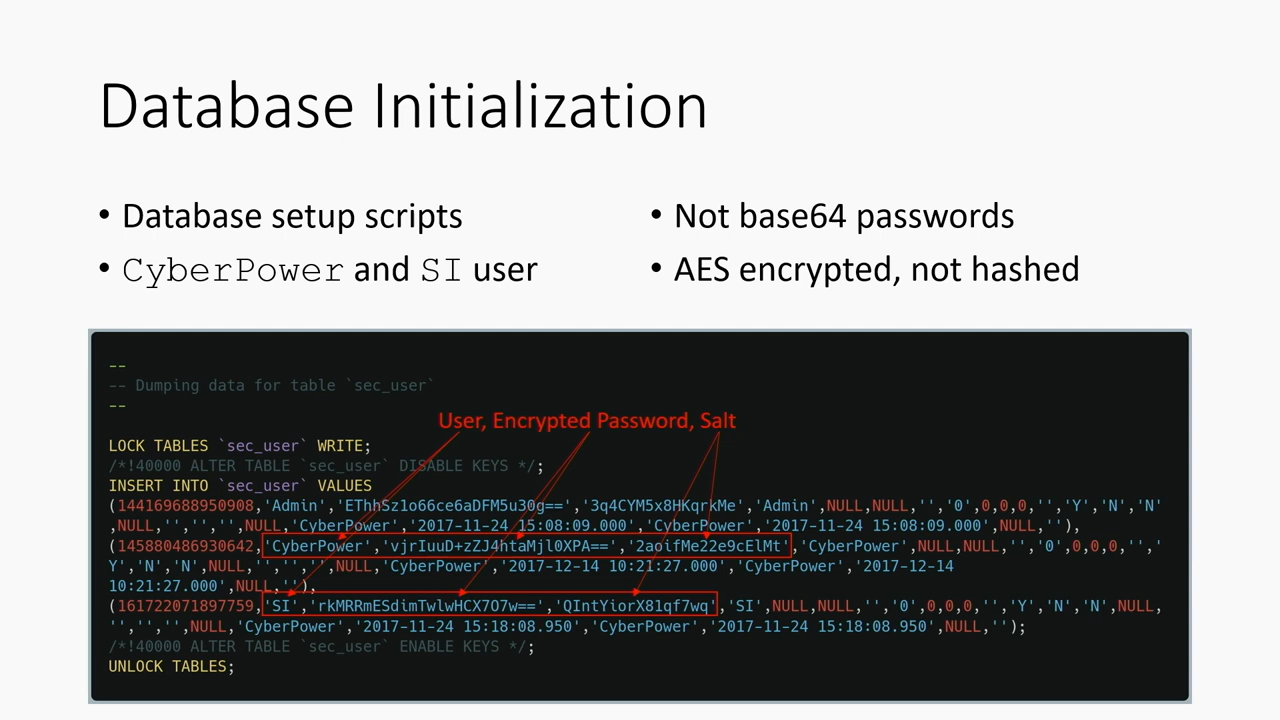 Database Initialization
• Database setup scripts
• CyberPower and SI user
• Not base64 passwords
• AES encrypted, not hashed
--
-- Dumping data for table `sec_user`
--
User, Encrypted Password, Salt
LOCK TABLES `sec_user` WRITE;
/*!40000 ALTER TABLE `sec_user` DISABLE KEYS */;
INSERT INTO `sec_user` VALUES
(144169688950908,'Admin','EThhSz1o66ce6aDFM5u30g==','3q4CYM5x8HKqrkMe','Admin',NULL,NULL,'','0',0,0,0,'','Y','N','N'
,NULL,'','','',NULL,'CyberPower','2017-11-24 15:08:09.000','CyberPower','2017-11-24 15:08:09.000',NULL,''),
(145880486930642,'CyberPower','vjrIuuD+zZJ4htaMjl0XPA==','2aoifMe22e9cElMt','CyberPower',NULL,NULL,'','0',0,0,0,'','
Y','N','N',NULL,'','','',NULL,'CyberPower','2017-12-14 10:21:27.000','CyberPower','2017-12-14
10:21:27.000',NULL,''),
(161722071897759,'SI','rkMRRmESdimTwlwHCX7O7w==','QIntYiorX81qf7wq','SI',NULL,NULL,'','0',0,0,0,'','Y','N','N',NULL,
'','','',NULL,'CyberPower','2017-11-24 15:18:08.950','CyberPower','2017-11-24 15:18:08.950',NULL,'');
/*!40000 ALTER TABLE `sec_user` ENABLE KEYS */;
UNLOCK TABLES;